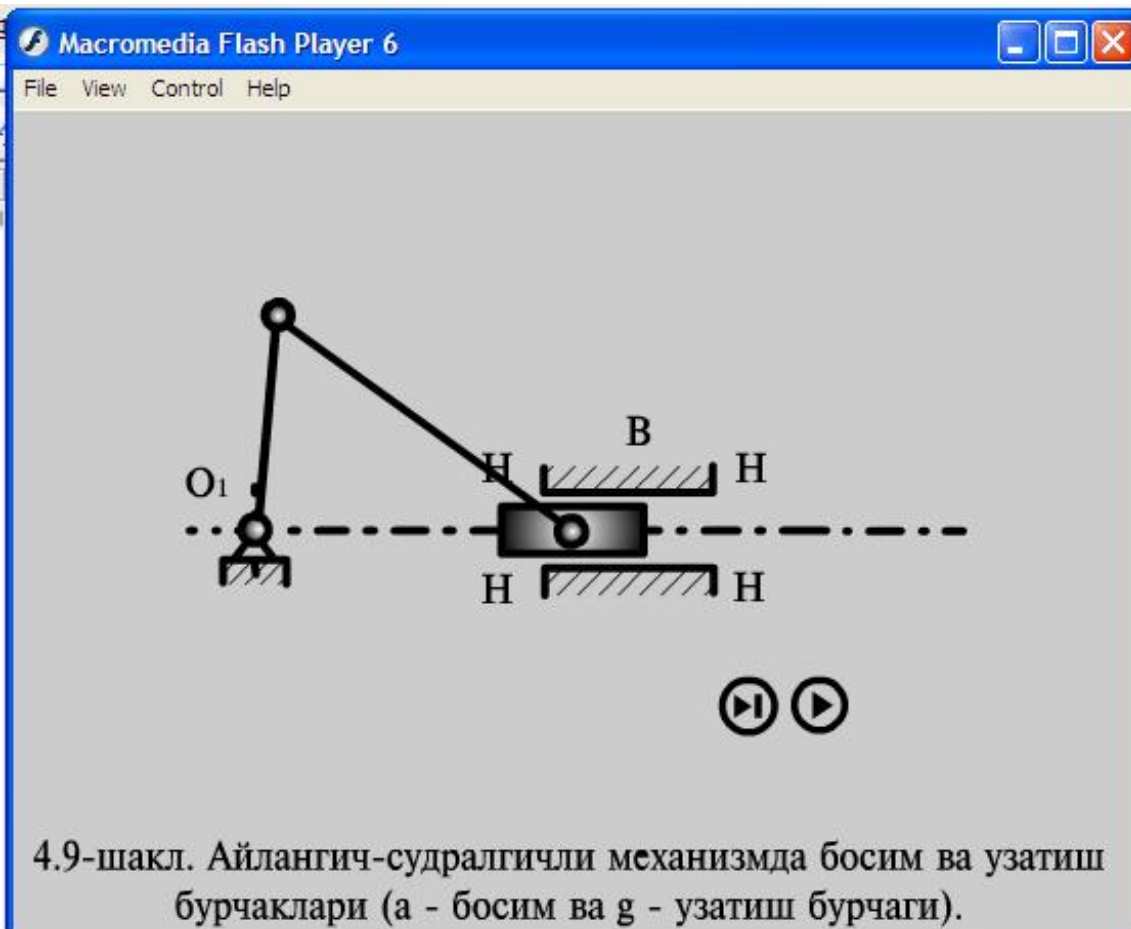 Macromedia Flash Player 6
File View Control Help
B
H H
O1
H H
4.9-шакл. Айлангич-судралгичли механизмда босим ва узатиш
бурчаклари (a - босим ва g - узатиш бурчаги).